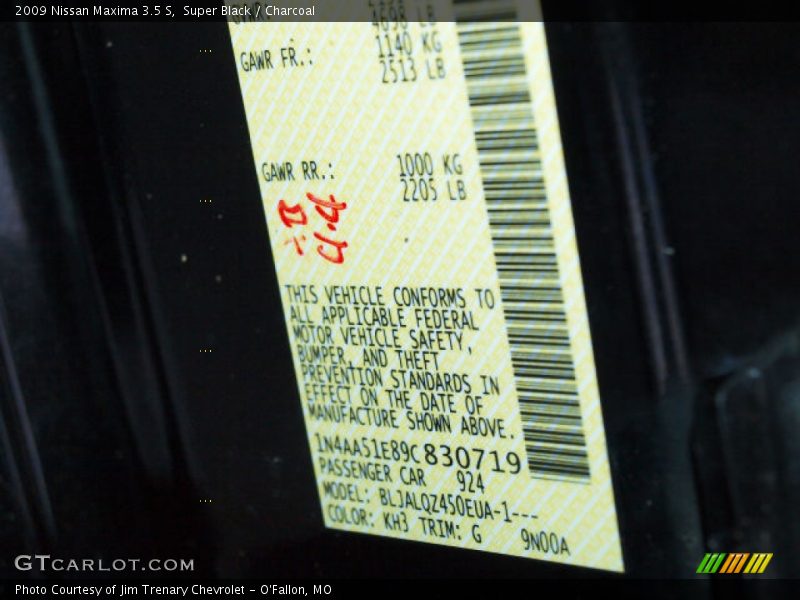 2009 Nissan Maxima 3.5 S, Super Black / Charcoal
4608 LB
GAWR FR.: 1140 KG
2513 LB
GAWR RR.: 1000 KG
2205 LB
THIS VEHICLE CONFORMS TO
ALL APPLICABLE FEDERAL
MOTOR VEHICLE SAFETY,
BUMPER, AND THEFT
PREVENTION STANDARDS IN
EFFECT ON THE DATE OF
MANUFACTURE SHOWN ABOVE.
1N4AA51E89C830719
PASSENGER CAR 924
MODEL: BLJALQZ450EUA-1---
COLOR: KH3 TRIM: G 9N00A
GTCARLOT.COM
Photo Courtesy of Jim Trenary Chevrolet - O'Fallon, MO